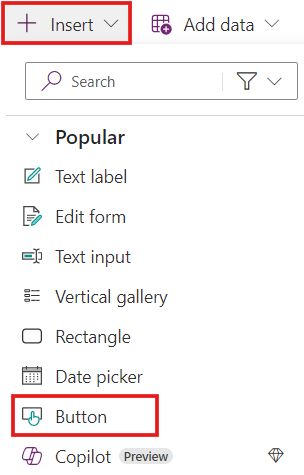 Insert Add data
Search
Popular
Text label
Edit form
Text input
Vertical gallery
Rectangle
Date picker
Button
Copilot Preview